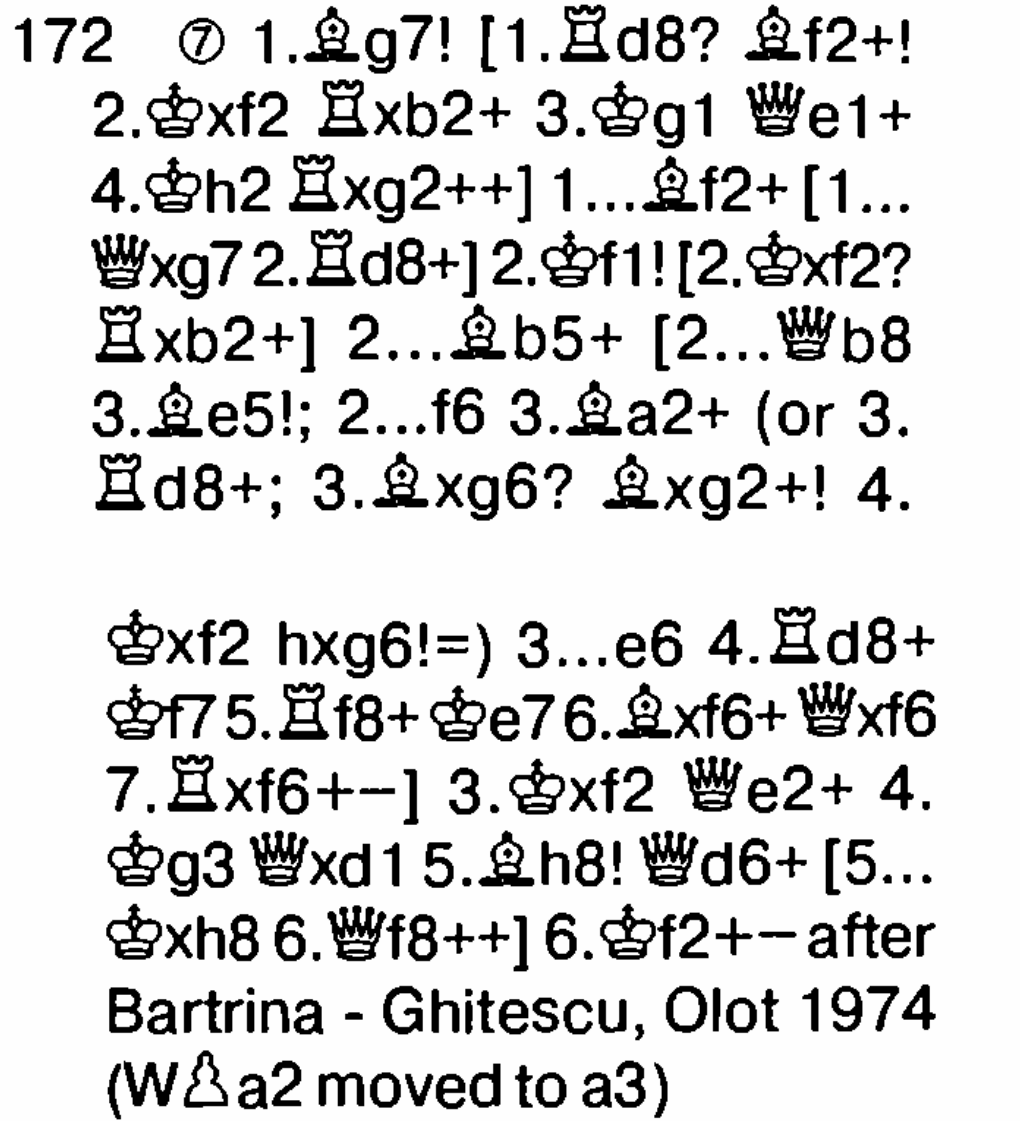 172 ⑦ 1.♗g7! [1.♖d8? ♗f2+!
2.♔xf2 ♖xb2+ 3.♔g1 ♕e1+
4.♔h2 ♖xg2++] 1...♗f2+ [1...
♕xg7 2.♖d8+] 2.♔f1! [2.♔xf2?
♖xb2+] 2...♗b5+ [2...♕b8
3.♗e5!; 2...f6 3.♗a2+ (or 3.
♖d8+; 3.♗xg6? ♗xg2+! 4.
♔xf2 hxg6!=) 3...e6 4.♖d8+
♔f7 5.♖f8+ ♔e7 6.♗xf6+ ♕xf6
7.♖xf6+−] 3.♔xf2 ♕e2+ 4.
♔g3 ♕xd1 5.♗h8! ♕d6+ [5...
♔xh8 6.♕f8++] 6.♔f2+− after
Bartrina - Ghitescu, Olot 1974
(W♙a2 moved to a3)